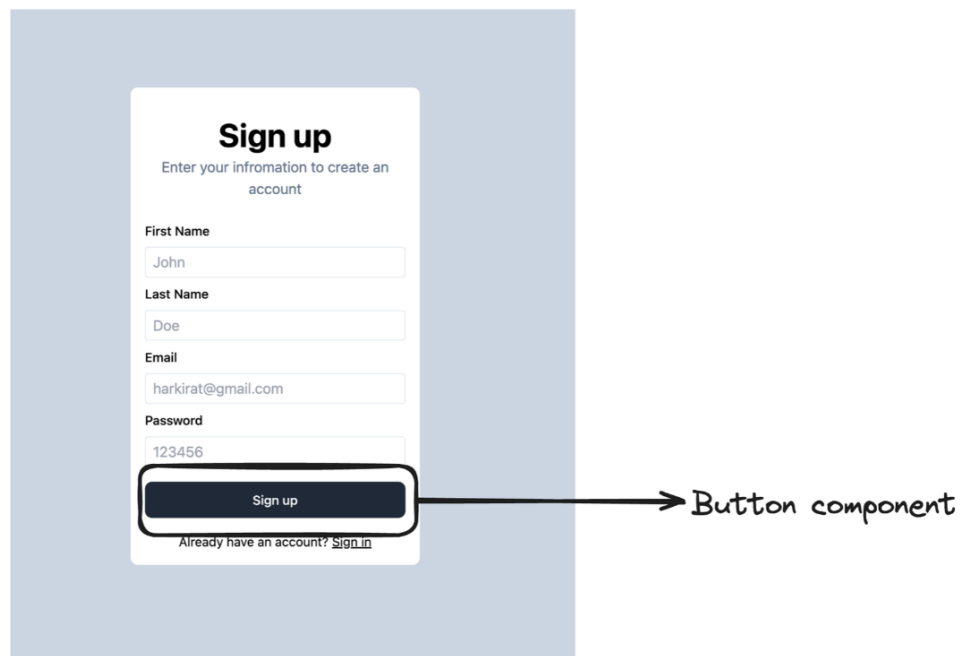 Sign up
Enter your infromation to create an
account
First Name
John
Last Name
Doe
Email
harkirat@gmail.com
Password
123456
Sign up
Button component
Already have an account? Sign in